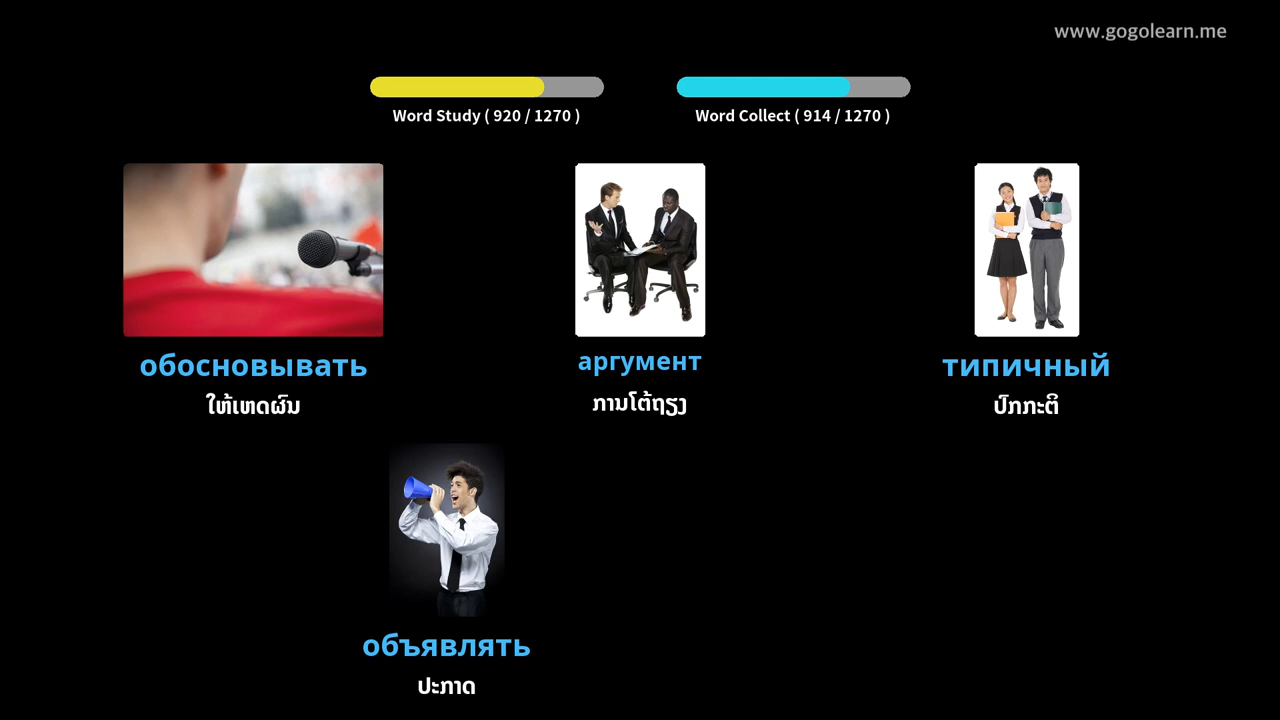 www.gogolearn.me
Word Study ( 920 / 1270 )
Word Collect ( 914 / 1270 )
обосновывать
аргумент
типичный
ໃຫ້ເຫດຜົນ
ການໂຕ້ຖຽງ
ປົກກະຕິ
объявлять
ປະກາດ